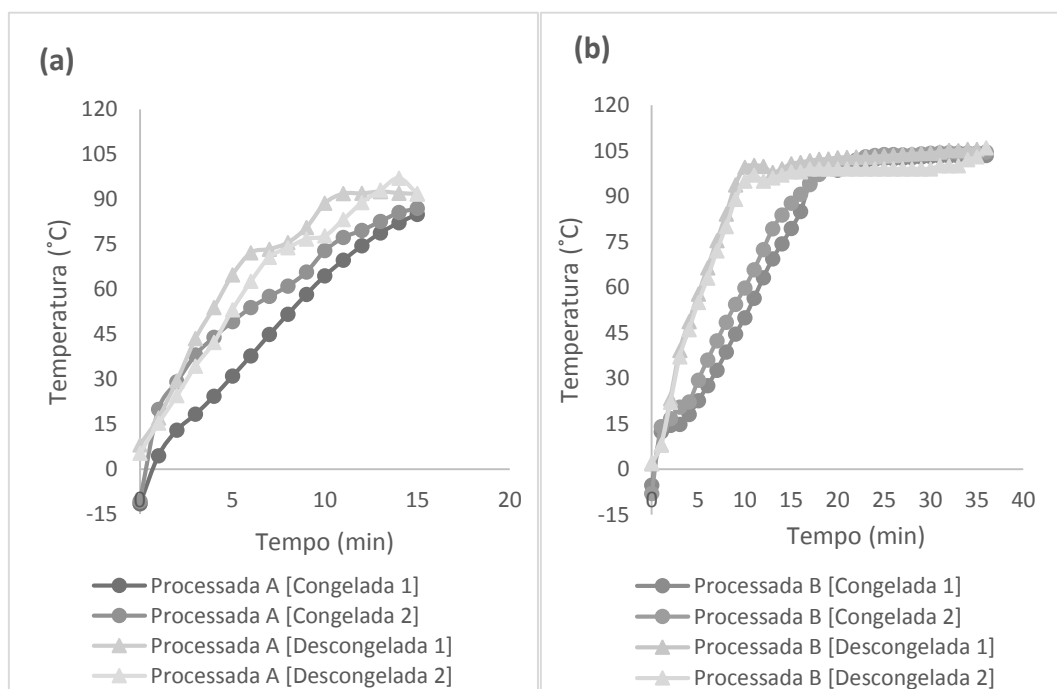 (a)
Temperatura (˚C)
120
105
90
75
60
45
30
15
0
-15
0
5
10
15
20
Tempo (min)
Processada A [Congelada 1]
Processada A [Congelada 2]
Processada A [Descongelada 1]
Processada A [Descongelada 2]
(b)
Temperatura (˚C)
120
105
90
75
60
45
30
15
0
-15
0 5 10 15 20 25 30 35 40
Tempo (min)
Processada B [Congelada 1]
Processada B [Congelada 2]
Processada B [Descongelada 1]
Processada B [Descongelada 2]